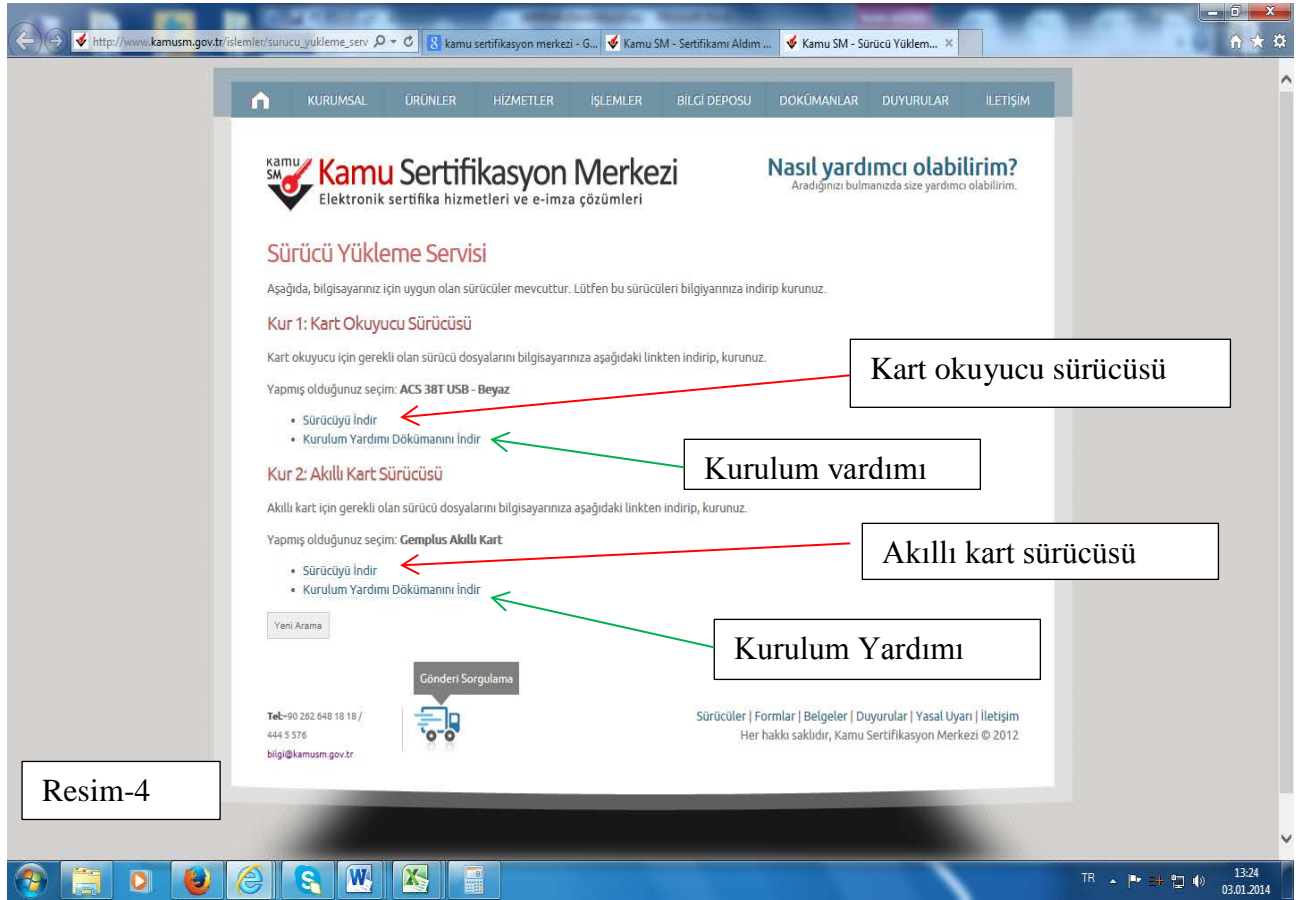 http://www.kamusm.gov.tr/islemler/surucu_yukleme_serv
kamu sertifikasyon merkezi - G...
Kamu SM - Sertifikamı Aldım ...
Kamu SM - Sürücü Yüklem...
KURUMSAL ÜRÜNLER HİZMETLER İŞLEMLER BİLGİ DEPOSU DOKÜMANLAR DUYURULAR İLETİŞİM
Kamu SM
Kamu Sertifikasyon Merkezi
Elektronik sertifika hizmetleri ve e-imza çözümleri
Nasıl yardımcı olabilirim?
Aradığınızı bulmanızda size yardımcı olabilirim.
Sürücü Yükleme Servisi
Aşağıda, bilgisayarınız için uygun olan sürücüler mevcuttur. Lütfen bu sürücüleri bilgiyarınıza indirip kurunuz.
Kur 1: Kart Okuyucu Sürücüsü
Kart okuyucu için gerekli olan sürücü dosyalarını bilgisayarınıza aşağıdaki linkten indirip, kurunuz.
Kart okuyucu sürücüsü
Yapmış olduğunuz seçim: ACS 38T USB - Beyaz
• Sürücüyü İndir
• Kurulum Yardımı Dökümanını İndir
Kurulum vardımı
Kur 2: Akıllı Kart Sürücüsü
Akıllı kart için gerekli olan sürücü dosyalarını bilgisayarınıza aşağıdaki linkten indirip, kurunuz.
Yapmış olduğunuz seçim: Gemplus Akıllı Kart
Akıllı kart sürücüsü
• Sürücüyü İndir
• Kurulum Yardımı Dökümanını İndir
Yeni Arama
Kurulum Yardımı
Gönderi Sorgulama
Tel:+90 262 648 18 18 /
444 5 576
bilgi@kamusm.gov.tr
Sürücüler | Formlar | Belgeler | Duyurular | Yasal Uyarı | İletişim
Her hakkı saklıdır, Kamu Sertifikasyon Merkezi © 2012
Resim-4
TR
13:24
03.01.2014